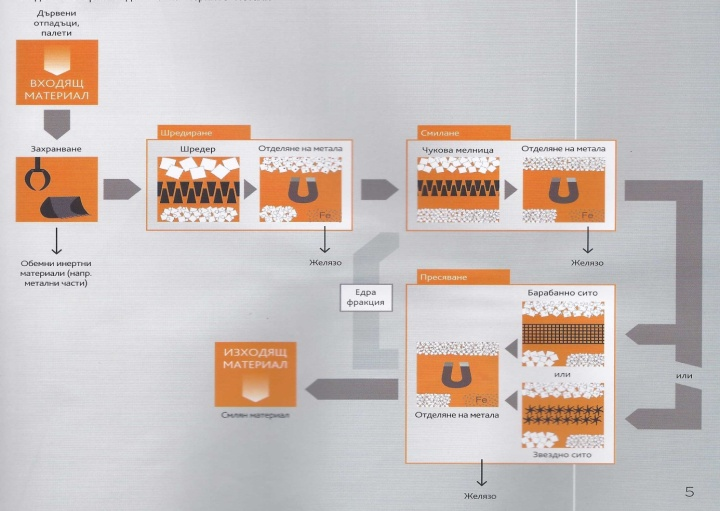 Дървени
отпадъци,
палети
ВХОДЯЩ
МАТЕРИАЛ
Захранване
Обемни инертни
материали (напр.
метални части)
Шредиране
Шредер
Отделяне на метала
Fe
Желязо
Смилане
Чукова мелница
Отделяне на метала
Fe
Желязо
Пресяване
Барабанно сито
или
Звездно сито
или
Отделяне на метала
Fe
Желязо
Едра
фракция
ИЗХОДЯЩ
МАТЕРИАЛ
Смлян материал
5